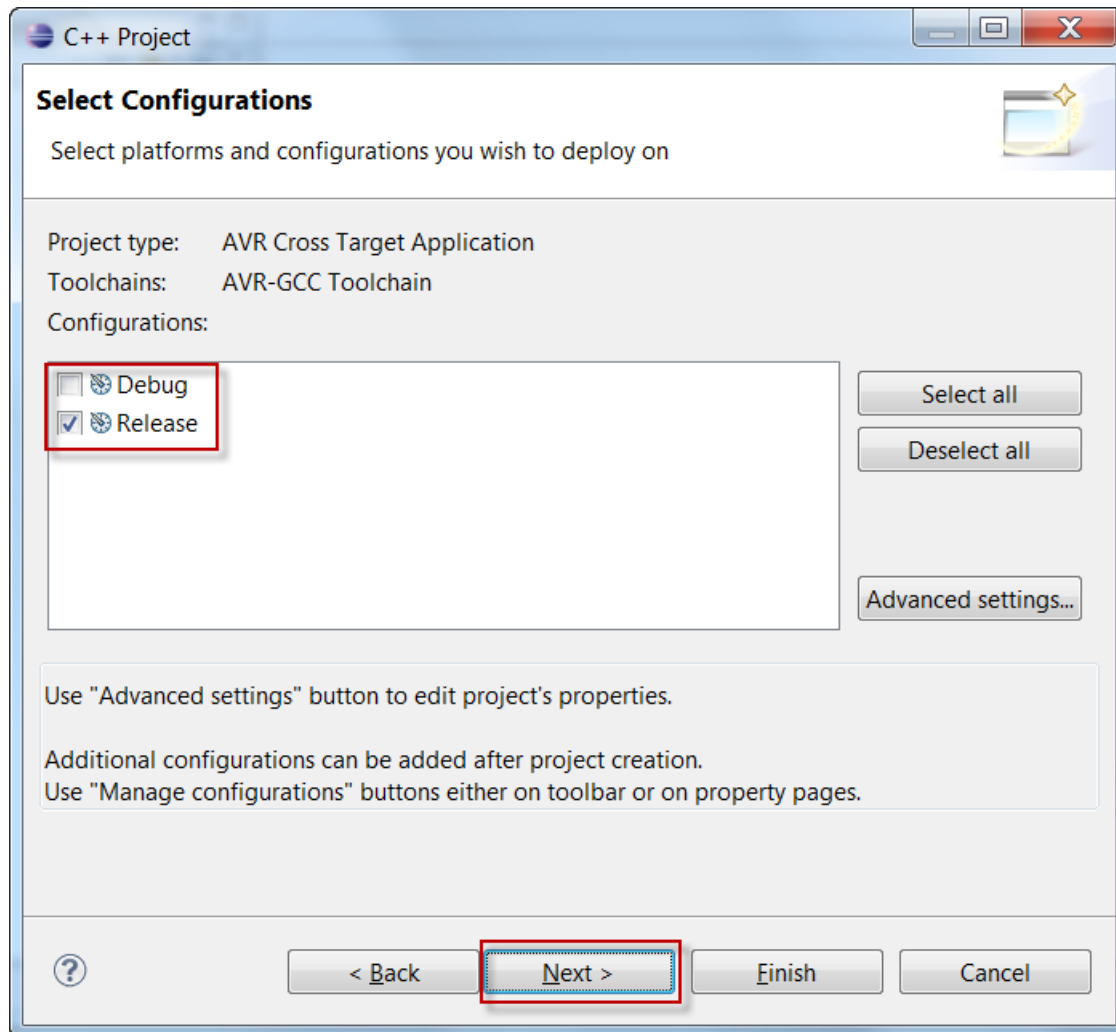 C++ Project
Select Configurations
Select platforms and configurations you wish to deploy on
Project type: AVR Cross Target Application
Toolchains: AVR-GCC Toolchain
Configurations:
Debug
Release
Select all
Deselect all
Advanced settings...
Use "Advanced settings" button to edit project's properties.
Additional configurations can be added after project creation.
Use "Manage configurations" buttons either on toolbar or on property pages.
? < Back Next > Finish Cancel